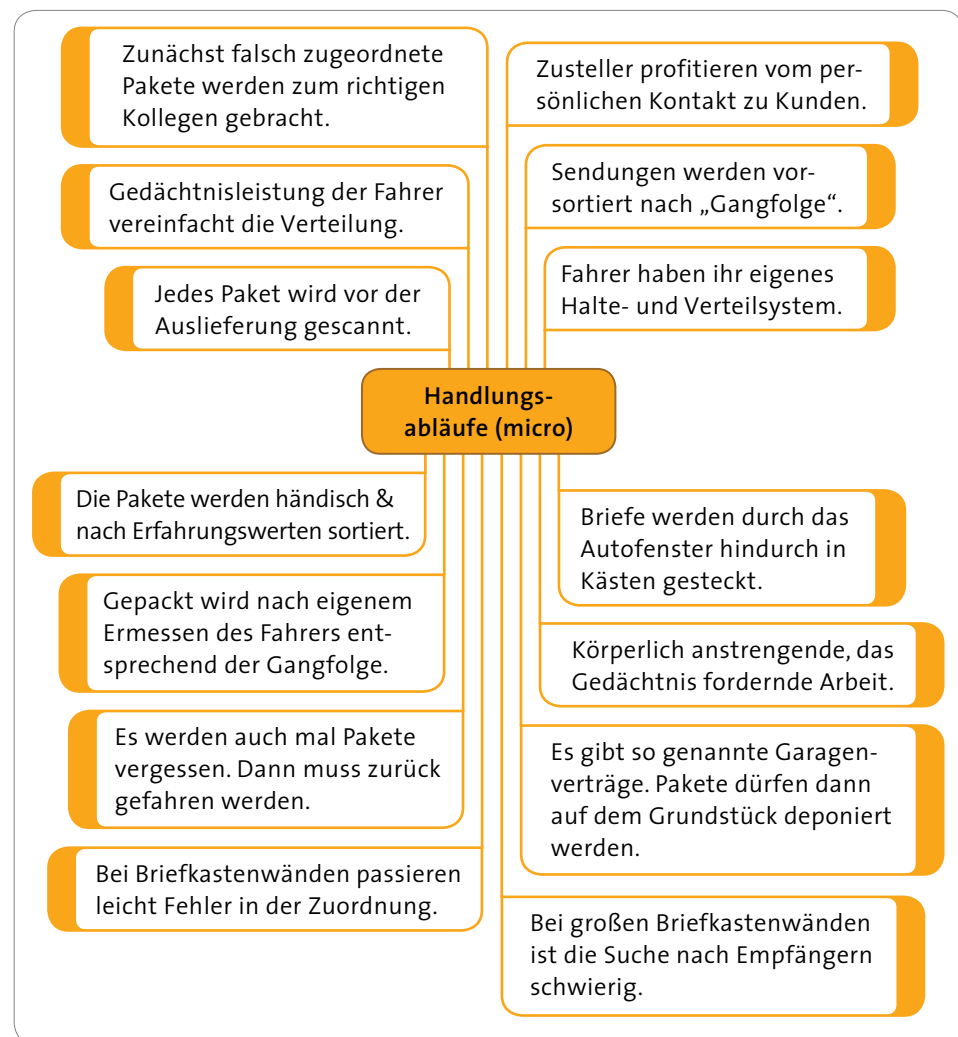 Zunächst falsch zugeordnete
Pakete werden zum richtigen
Kollegen gebracht.
Gedächtnisleistung der Fahrer
vereinfacht die Verteilung.
Jedes Paket wird vor der
Auslieferung gescannt.
Zusteller profitieren vom per-
sönlichen Kontakt zu Kunden.
Sendungen werden vor-
sortiert nach „Gangfolge“.
Fahrer haben ihr eigenes
Halte- und Verteilsystem.
Handlungs-
abläufe (micro)
Die Pakete werden händisch &
nach Erfahrungswerten sortiert.
Gepackt wird nach eigenem
Ermessen des Fahrers ent-
sprechend der Gangfolge.
Es werden auch mal Pakete
vergessen. Dann muss zurück
gefahren werden.
Bei Briefkastenwänden passieren
leicht Fehler in der Zuordnung.
Briefe werden durch das
Autofenster hindurch in
Kästen gesteckt.
Körperlich anstrengende, das
Gedächtnis fordernde Arbeit.
Es gibt so genannte Garagen-
verträge. Pakete dürfen dann
auf dem Grundstück deponiert
werden.
Bei großen Briefkastenwänden
ist die Suche nach Empfängern
schwierig.